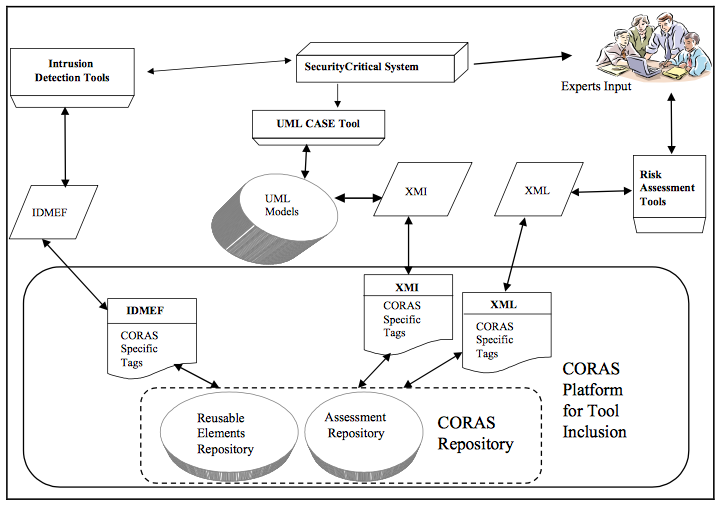 Intrusion
Detection Tools
SecurityCritical System
Experts Input
UML CASE Tool
IDMEF
UML
Models
XMI
XML
Risk
Assessment
Tools
IDMEF
CORAS
Specific
Tags
XMI
CORAS
Specific
Tags
XML
CORAS
Specific
Tags
CORAS
Platform
for Tool
Inclusion
Reusable
Elements
Repository
Assessment
Repository
CORAS
Repository